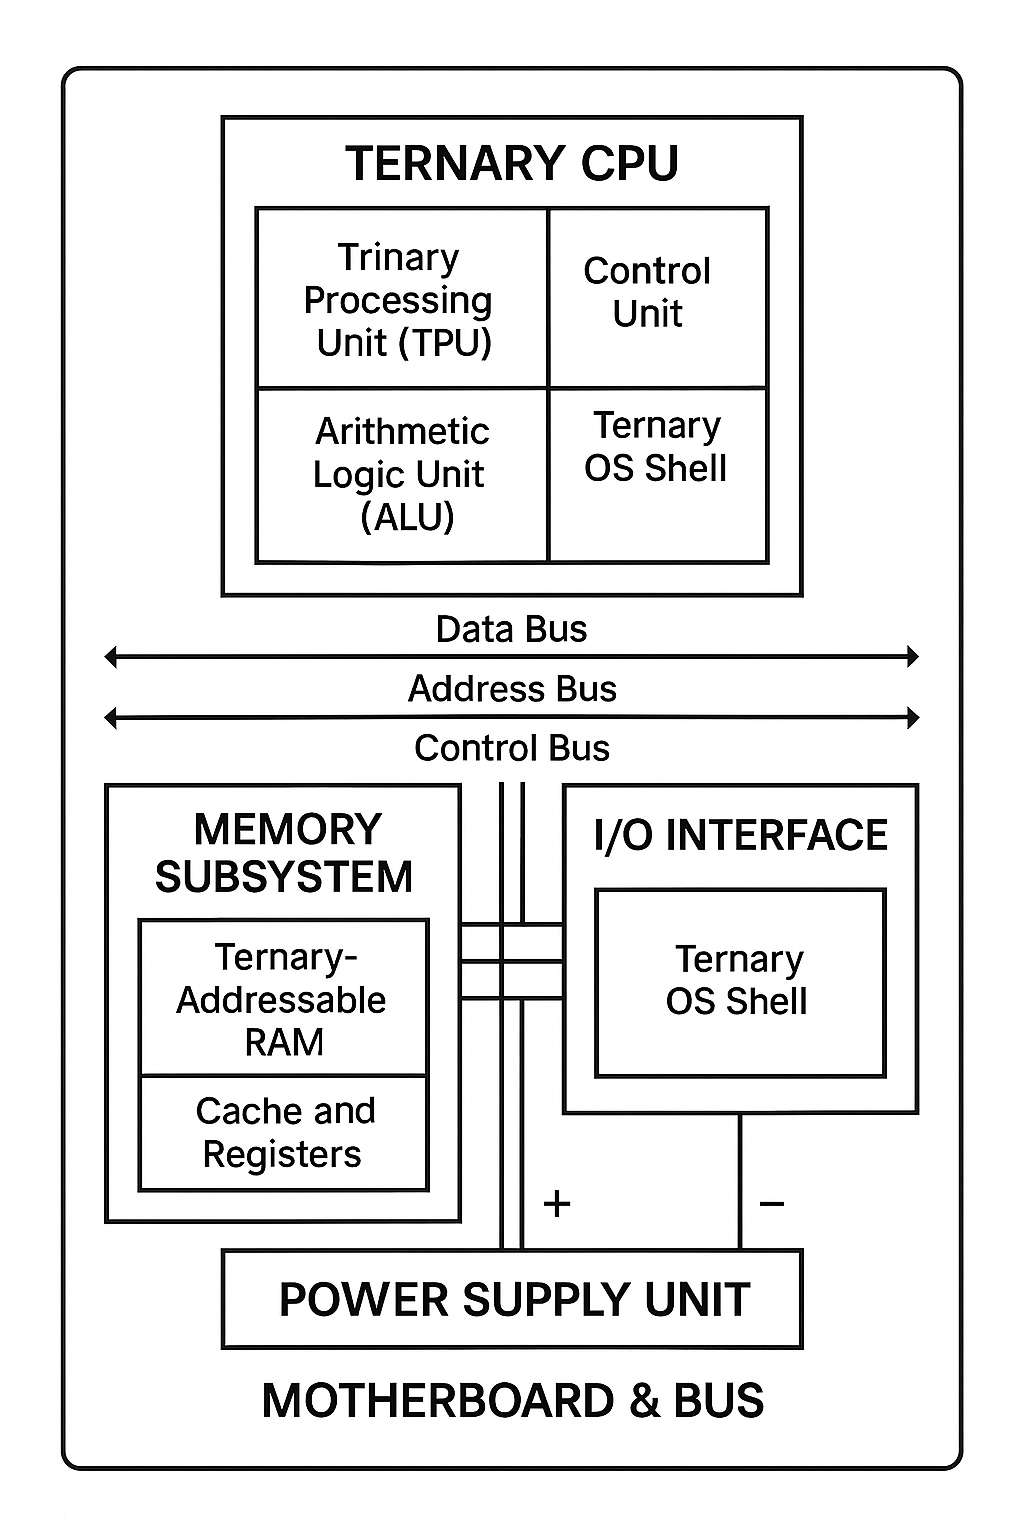 TERNARY CPU
Trinary
Processing
Unit (TPU)
Control
Unit
Arithmetic
Logic Unit
(ALU)
Ternary
OS Shell
Data Bus
Address Bus
Control Bus
MEMORY
SUBSYSTEM
Ternary-
Addressable
RAM
Cache and
Registers
I/O INTERFACE
Ternary
OS Shell
+
−
POWER SUPPLY UNIT
MOTHERBOARD & BUS